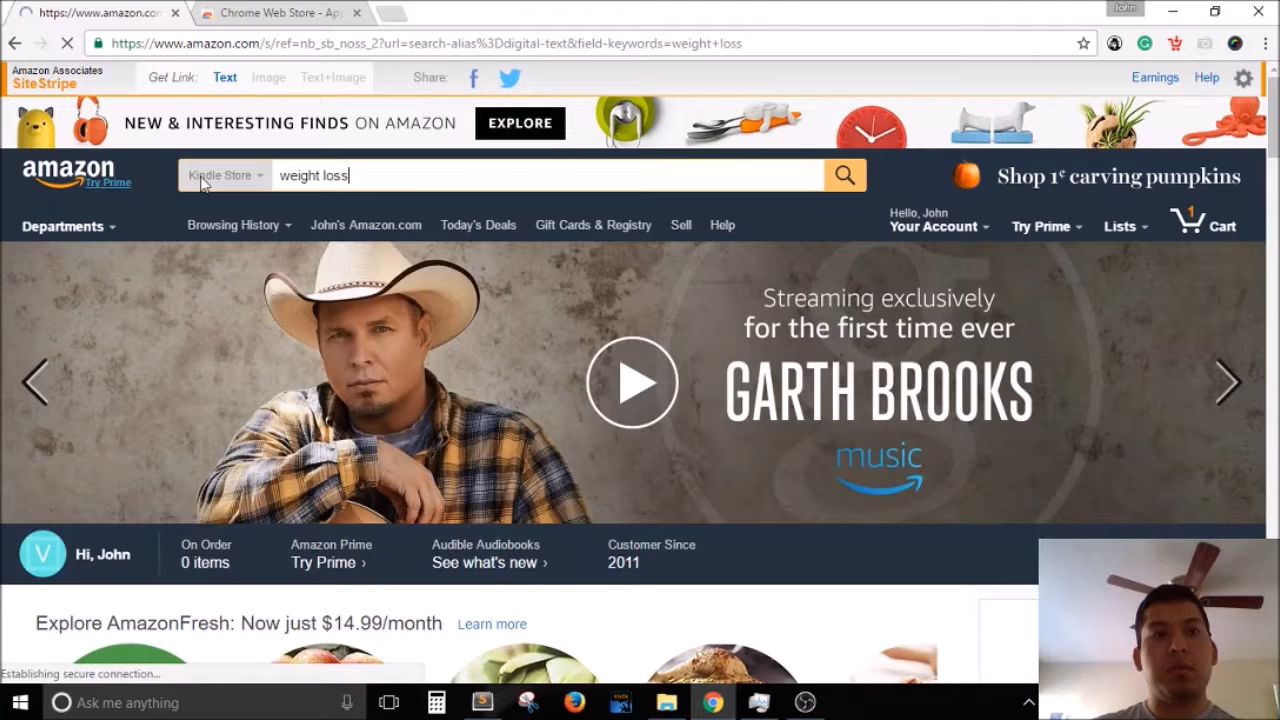 https://www.amazon.co
Chrome Web Store - Ap
John
https://www.amazon.com/s/ref=nb_sb_noss_2?url=search-alias%3Ddigital-text&field-keywords=weight+loss
Amazon Associates
SiteStripe
Get Link: Text Image Text+Image Share: Earnings Help
NEW & INTERESTING FINDS ON AMAZON EXPLORE
amazon
Try Prime
Kindle Store weight loss
Shop 1¢ carving pumpkins
Departments Browsing History John's Amazon.com Today's Deals Gift Cards & Registry Sell Help
Hello, John
Your Account Try Prime Lists 1 Cart
Streaming exclusively
for the first time ever
GARTH BROOKS
music
V Hi, John
On Order
0 items
Amazon Prime
Try Prime ›
Audible Audiobooks
See what's new ›
Customer Since
2011
Explore AmazonFresh: Now just $14.99/month Learn more
Establishing secure connection...
Ask me anything